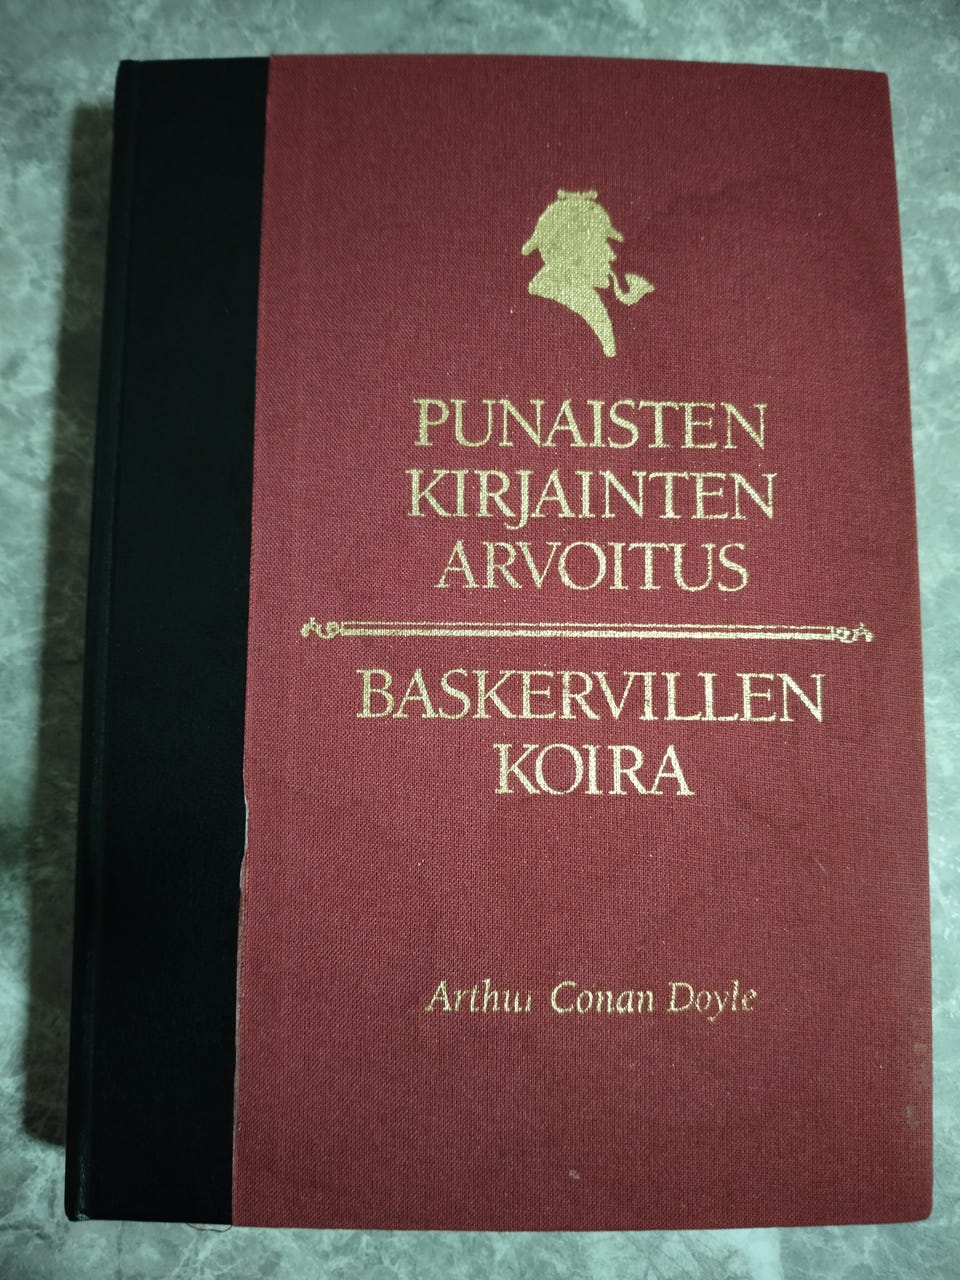 PUNAISTEN
KIRJAINTEN
ARVOITUS
BASKERVILLEN
KOIRA
Arthur Conan Doyle